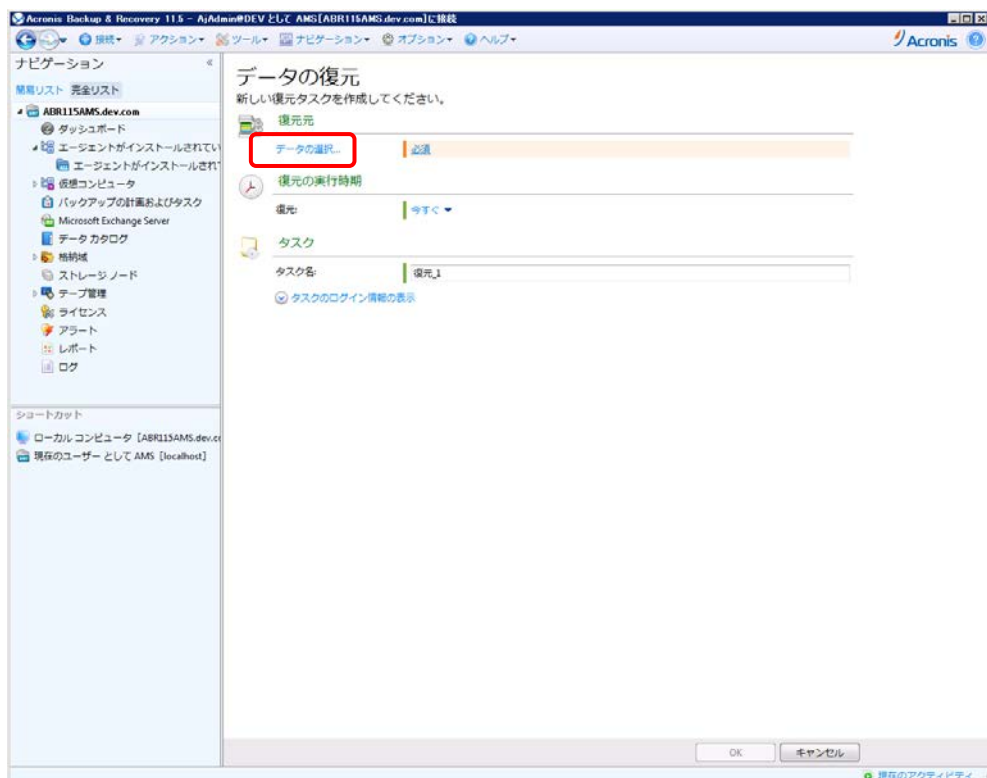 Acronis Backup & Recovery 11.5 - AjAdmin@DEV として AMS[ABR115AMS.dev.com]に接続
接続 アクション ツール ナビゲーション オプション ヘルプ
Acronis
ナビゲーション
簡易リスト 完全リスト
ABR115AMS.dev.com
ダッシュボード
エージェントがインストールされてい
エージェントがインストールされ
仮想コンピュータ
バックアップの計画およびタスク
Microsoft Exchange Server
データ カタログ
格納域
ストレージ ノード
テープ管理
ライセンス
アラート
レポート
ログ
ショートカット
ローカル コンピュータ [ABR115AMS.dev.co
現在のユーザー として AMS [localhost]
データの復元
新しい復元タスクを作成してください。
復元元
データの選択... 必須
復元の実行時期
復元: 今すぐ
タスク
タスク名: 復元_1
タスクのログイン情報の表示
OK キャンセル
現在のアクティビティ